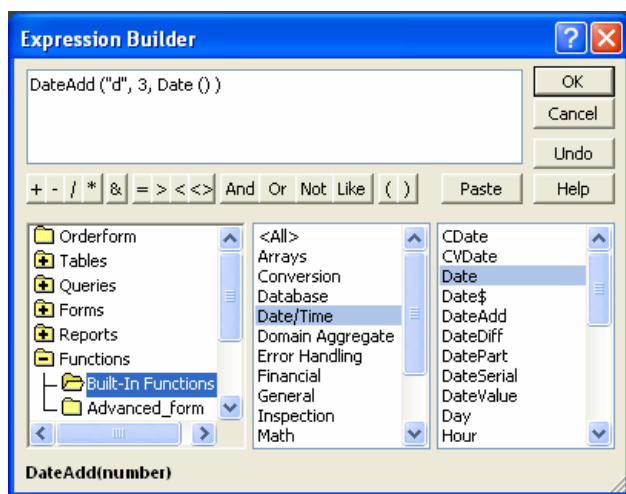 Expression Builder
?
DateAdd ("d", 3, Date () )
OK
Cancel
Undo
+ - / * & = > < <> And Or Not Like ( ) Paste Help
Orderform
Tables
Queries
Forms
Reports
Functions
Built-In Functions
Advanced_form
<All>
Arrays
Conversion
Database
Date/Time
Domain Aggregate
Error Handling
Financial
General
Inspection
Math
CDate
CVDate
Date
Date$
DateAdd
DateDiff
DatePart
DateSerial
DateValue
Day
Hour
DateAdd(number)